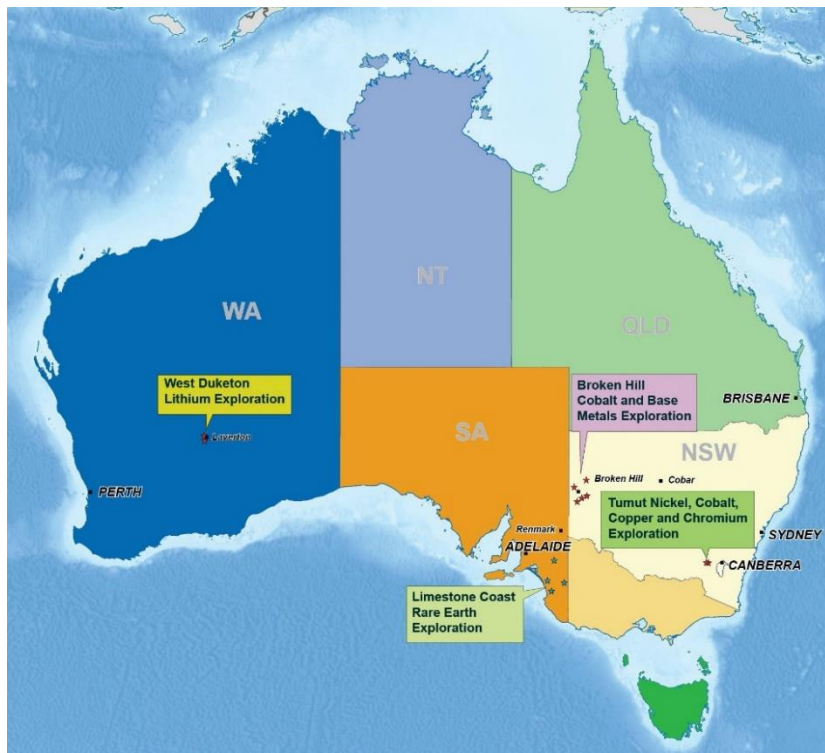 NT
WA
QLD
West Duketon
Lithium Exploration
Broken Hill
Cobalt and Base
Metals Exploration
BRISBANE
Laverton
SA
NSW
Broken Hill
Cobar
PERTH
Tumut Nickel, Cobalt,
Copper and Chromium
Exploration
Renmark
ADELAIDE
SYDNEY
CANBERRA
Limestone Coast
Rare Earth
Exploration